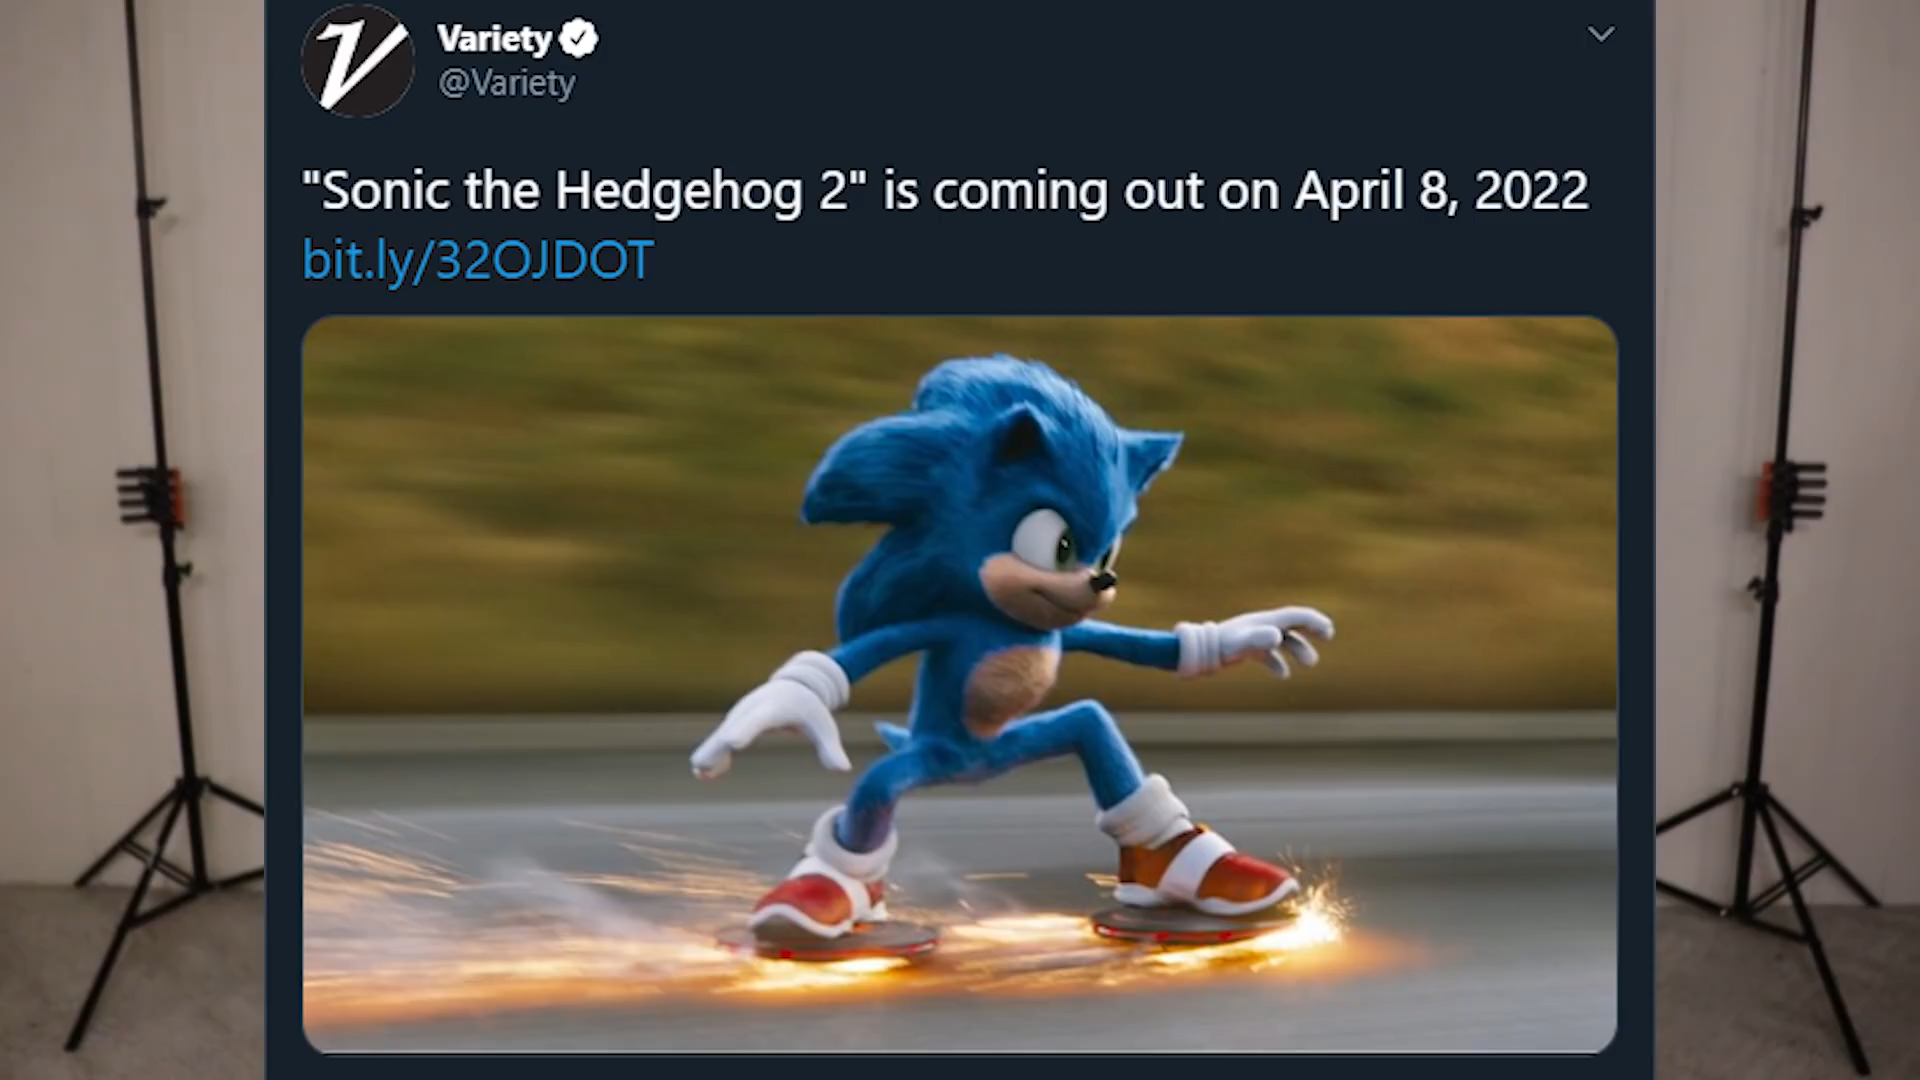 Variety
@Variety
"Sonic the Hedgehog 2" is coming out on April 8, 2022
bit.ly/32OJDOT